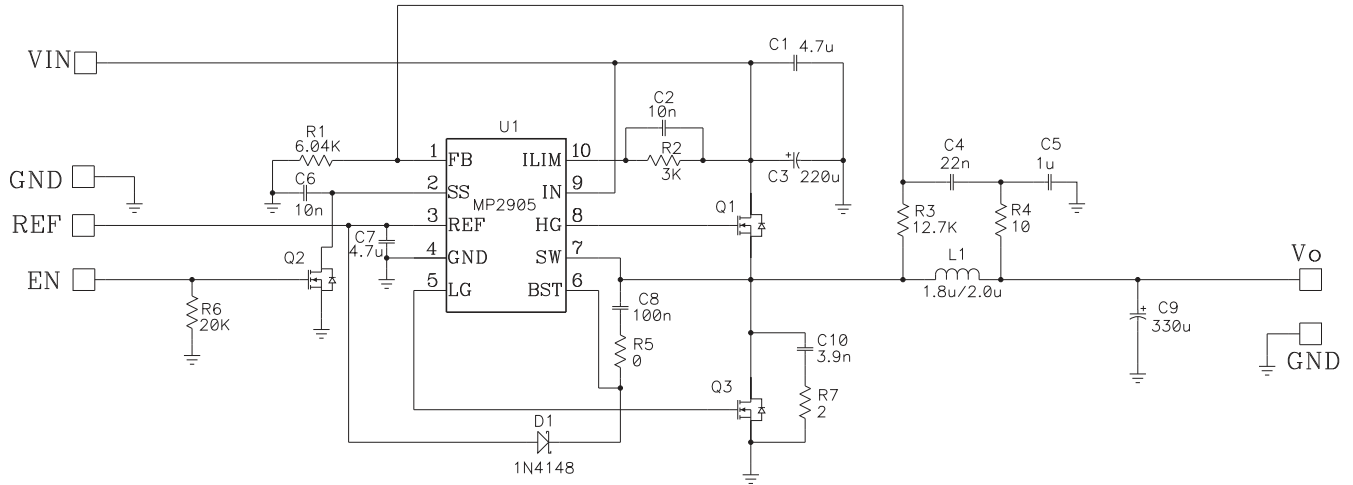 C1 4.7u
VIN
C2
10n
U1
R1
6.04K
R2
3K
C3 220u
C4
22n
C5
1u
1 FB ILIM 10
GND
C6
10n
2 SS IN 9
MP2905
REF
3 REF HG 8
C7
4.7u
Q1
R3
12.7K
R4
10
4 GND SW 7
Q2
L1
1.8u/2.0u
Vo
EN
5 LG BST 6
C8
100n
R6
20K
C9
330u
R5
0
C10
3.9n
GND
Q3
R7
2
D1
1N4148